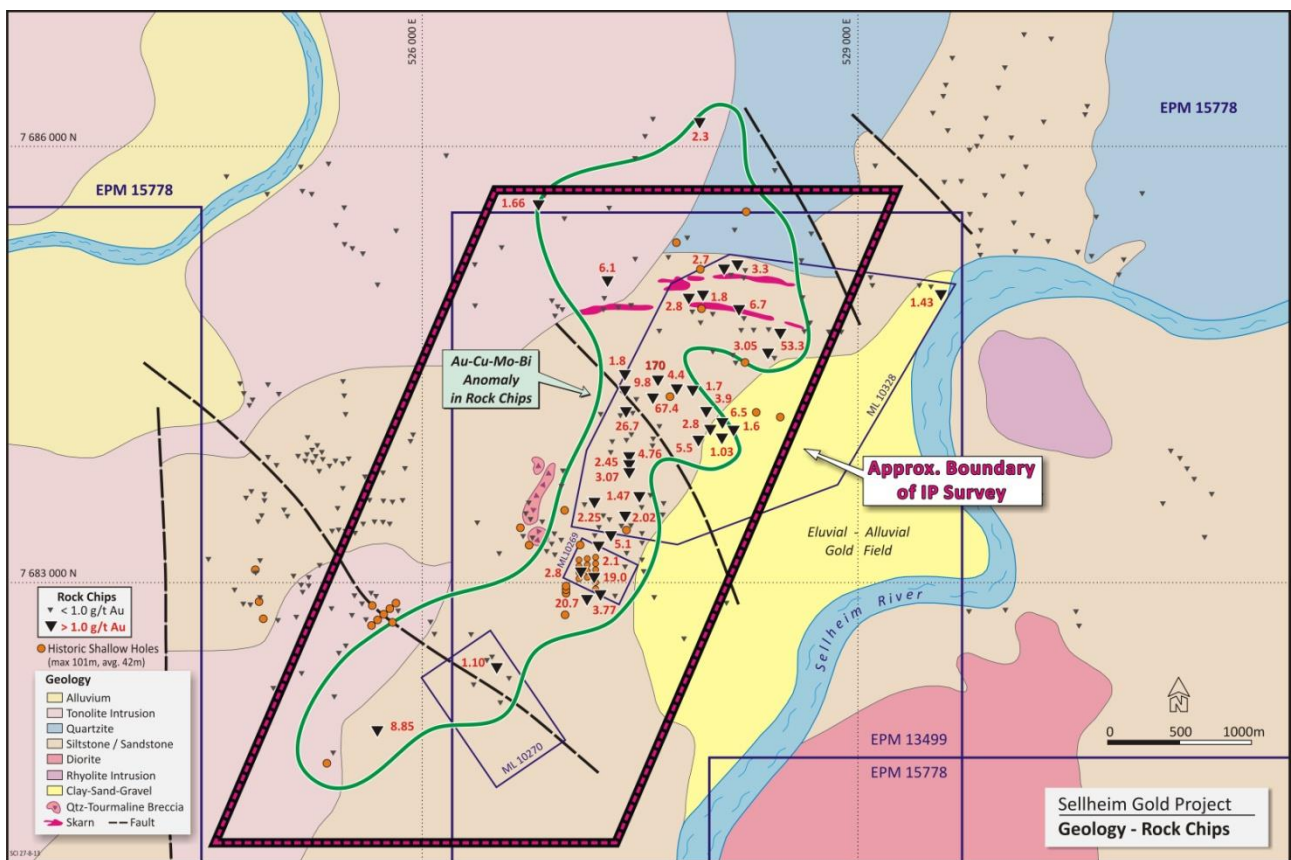 526 000 E
529 000 E
EPM 15778
7 686 000 N
2.3
EPM 15778
1.66
6.1
2.7
3.3
1.43
2.8
1.8
6.7
53.3
3.05
Au-Cu-Mo-Bi
Anomaly
in Rock Chips
1.8
170
4.4
1.7
9.8
67.4
3.9
ML 10328
26.7
2.8
6.5
1.6
5.5
1.03
4.76
2.45
3.07
Approx. Boundary
of IP Survey
1.47
2.25
2.02
Eluvial - Alluvial
Gold Field
5.1
ML10269
2.1
2.8
19.0
7 683 000 N
20.7
3.77
Sellheim River
1.10
8.85
ML 10270
Rock Chips
< 1.0 g/t Au
> 1.0 g/t Au
Historic Shallow Holes
(max 101m, avg. 42m)
Geology
Alluvium
Tonolite Intrusion
Quartzite
Siltstone / Sandstone
Diorite
Rhyolite Intrusion
Clay-Sand-Gravel
Qtz-Tourmaline Breccia
Skarn
Fault
N
0 500 1000m
EPM 13499
EPM 15778
Sellheim Gold Project
Geology - Rock Chips
SCI 27-8-13